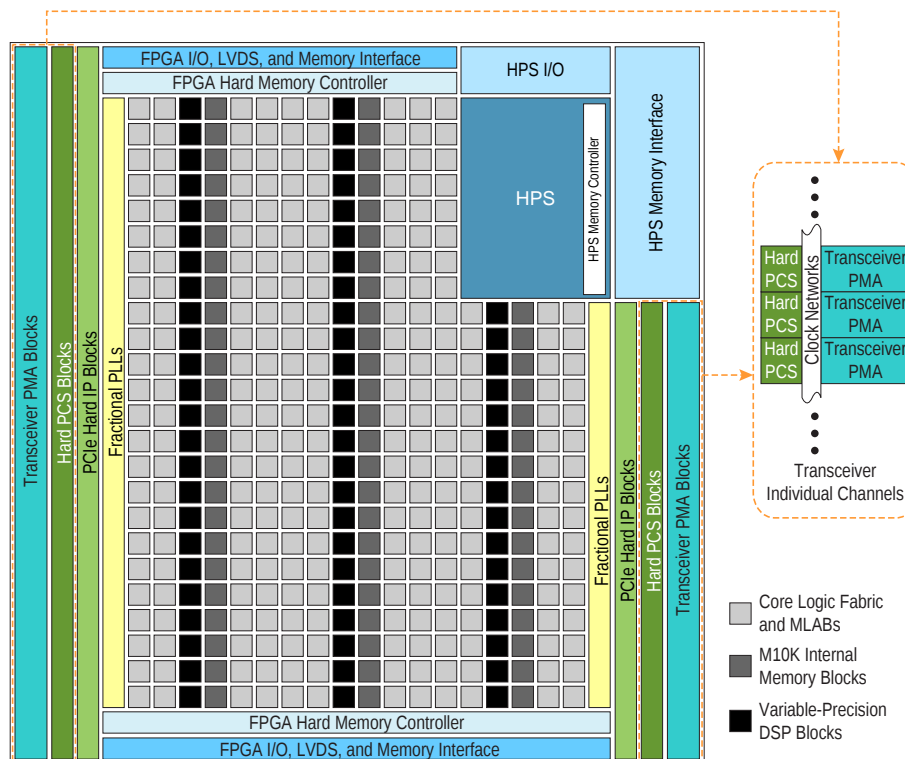 FPGA I/O, LVDS, and Memory Interface
FPGA Hard Memory Controller
HPS I/O
HPS Memory Interface
HPS
HPS Memory Controller
Transceiver PMA Blocks
Hard PCS Blocks
PCIe Hard IP Blocks
Fractional PLLs
Fractional PLLs
PCIe Hard IP Blocks
Hard PCS Blocks
Transceiver PMA Blocks
FPGA Hard Memory Controller
FPGA I/O, LVDS, and Memory Interface
Hard
PCS
Hard
PCS
Hard
PCS
Clock Networks
Transceiver
PMA
Transceiver
PMA
Transceiver
PMA
Transceiver
Individual Channels
Core Logic Fabric
and MLABs
M10K Internal
Memory Blocks
Variable-Precision
DSP Blocks